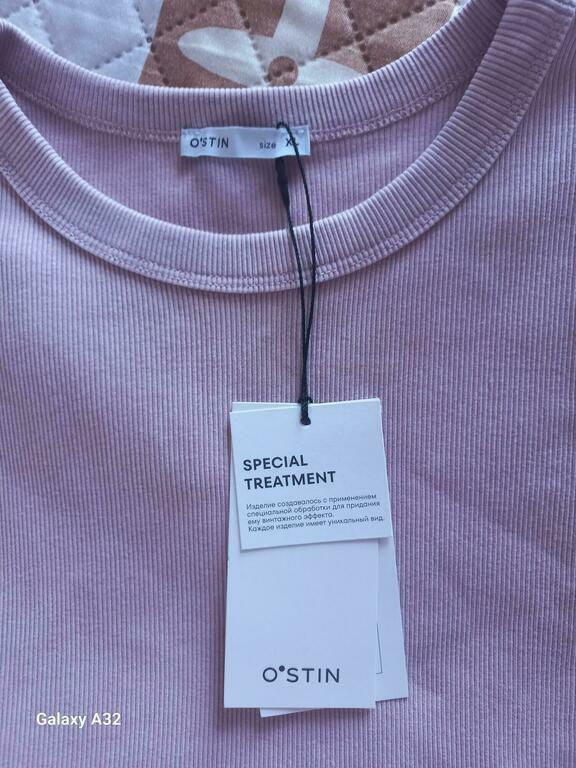 O'STIN size XL
SPECIAL
TREATMENT
Изделие создавалось с применением
специальной обработки для придания
ему винтажного эффекта.
Каждое изделие имеет уникальный вид.
O'STIN
Galaxy A32